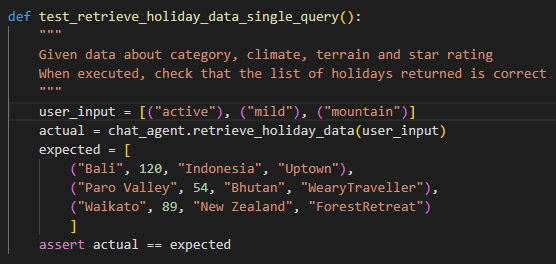 def test_retrieve_holiday_data_single_query():
    """
    Given data about category, climate, terrain and star rating
    When executed, check that the list of holidays returned is correct
    """
    user_input = [("active"), ("mild"), ("mountain")]
    actual = chat_agent.retrieve_holiday_data(user_input)
    expected = [
        ("Bali", 120, "Indonesia", "Uptown"),
        ("Paro Valley", 54, "Bhutan", "WearyTraveller"),
        ("Waikato", 89, "New Zealand", "ForestRetreat")
        ]
    assert actual == expected